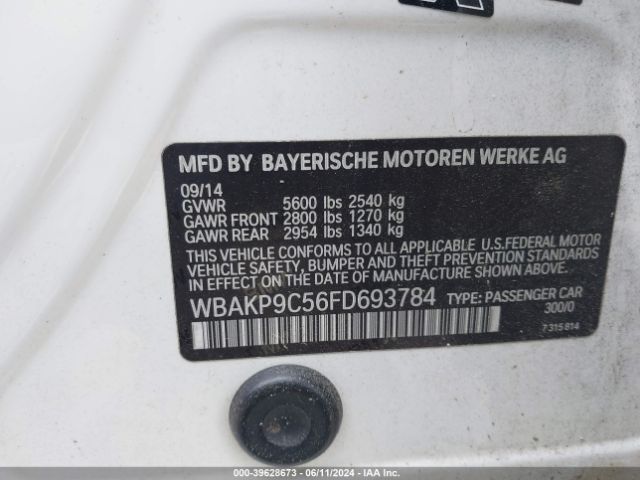 MFD BY BAYERISCHE MOTOREN WERKE AG
09/14
GVWR 5600 lbs 2540 kg
GAWR FRONT 2800 lbs 1270 kg
GAWR REAR 2954 lbs 1340 kg
THIS VEHICLE CONFORMS TO ALL APPLICABLE U.S.FEDERAL MOTOR
VEHICLE SAFETY, BUMPER AND THEFT PREVENTION STANDARDS
IN EFFECT ON THE DATE OF MANUFACTURE SHOWN ABOVE.
WBAKP9C56FD693784 TYPE: PASSENGER CAR
300/0
7 315 814
000-39628673 - 06/11/2024 - IAA Inc.